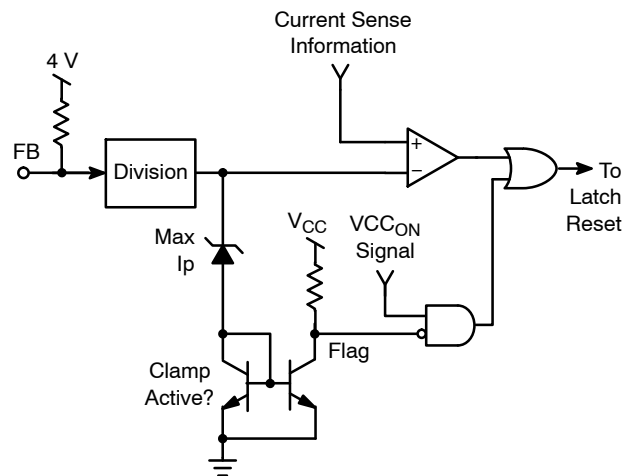 Current Sense
Information
4 V
FB
Division
+
−
To
Latch
Reset
Max
Ip
VCC
VCCON
Signal
Flag
Clamp
Active?